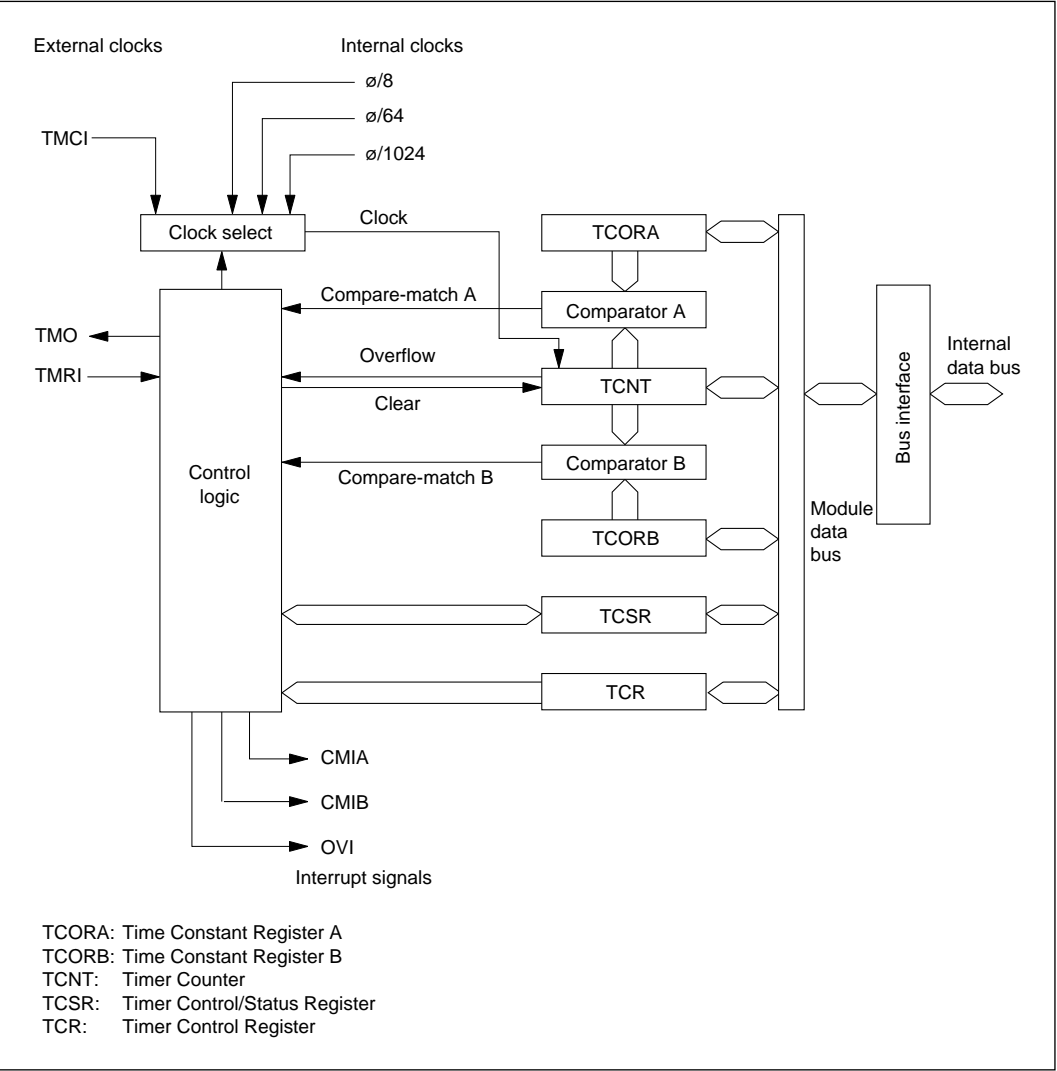 External clocks
Internal clocks
ø/8
ø/64
TMCI
ø/1024
Clock select
Clock
TCORA
Compare-match A
Comparator A
TMO
Overflow
TMRI
TCNT
Clear
Internal
data bus
Bus interface
Control
logic
Compare-match B
Comparator B
Module
data
bus
TCORB
TCSR
TCR
CMIA
CMIB
OVI
Interrupt signals
TCORA: Time Constant Register A
TCORB: Time Constant Register B
TCNT: Timer Counter
TCSR: Timer Control/Status Register
TCR: Timer Control Register